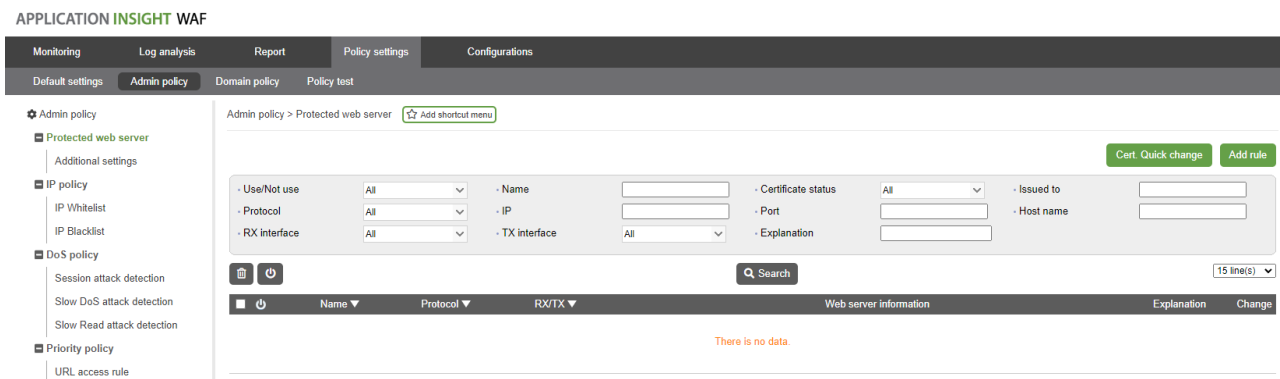 APPLICATION INSIGHT WAF
Monitoring Log analysis Report Policy settings Configurations
Default settings Admin policy Domain policy Policy test
Admin policy
Protected web server
Additional settings
IP policy
IP Whitelist
IP Blacklist
DoS policy
Session attack detection
Slow DoS attack detection
Slow Read attack detection
Priority policy
URL access rule
Admin policy > Protected web server Add shortcut menu
Cert. Quick change Add rule
Use/Not use All Name Certificate status All Issued to
Protocol All IP Port Host name
RX interface All TX interface All Explanation
Search 15 line(s)
Name ▼ Protocol ▼ RX/TX ▼ Web server information Explanation Change
There is no data.